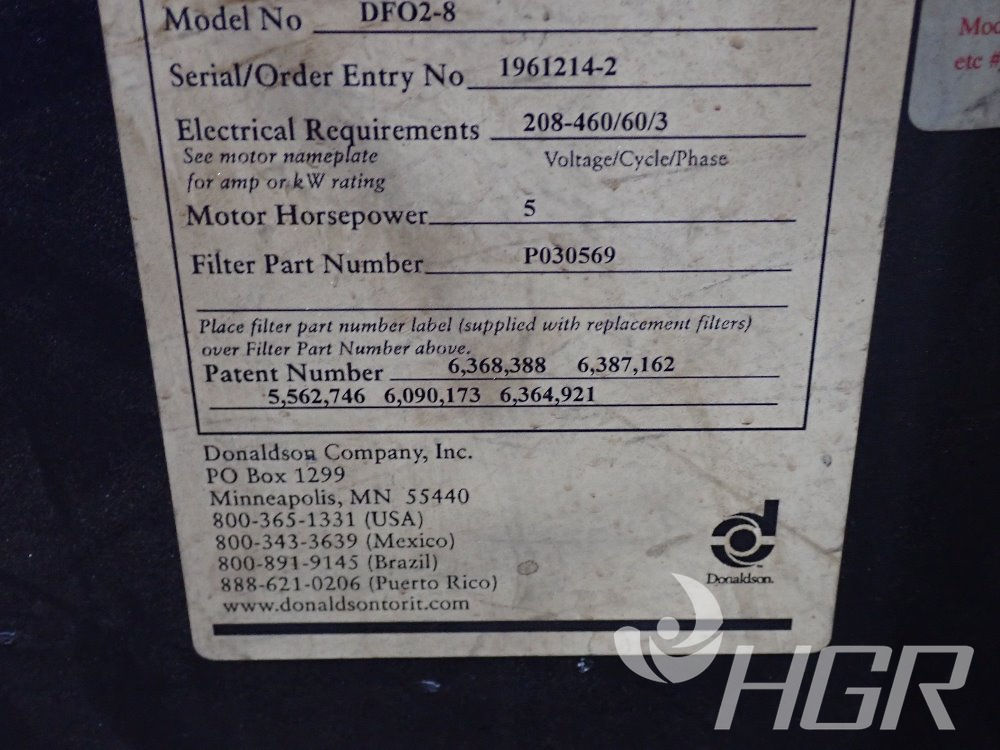 Model No DFO2-8
Serial/Order Entry No 1961214-2
Electrical Requirements 208-460/60/3
See motor nameplate Voltage/Cycle/Phase
for amp or kW rating
Motor Horsepower 5
Filter Part Number P030569
Place filter part number label (supplied with replacement filters)
over Filter Part Number above.
Patent Number 6,368,388 6,387,162
5,562,746 6,090,173 6,364,921
Donaldson Company, Inc.
PO Box 1299
Minneapolis, MN 55440
800-365-1331 (USA)
800-343-3639 (Mexico)
800-891-9145 (Brazil)
888-621-0206 (Puerto Rico)
www.donaldsontorit.com
Donaldson.
etc #
HGR